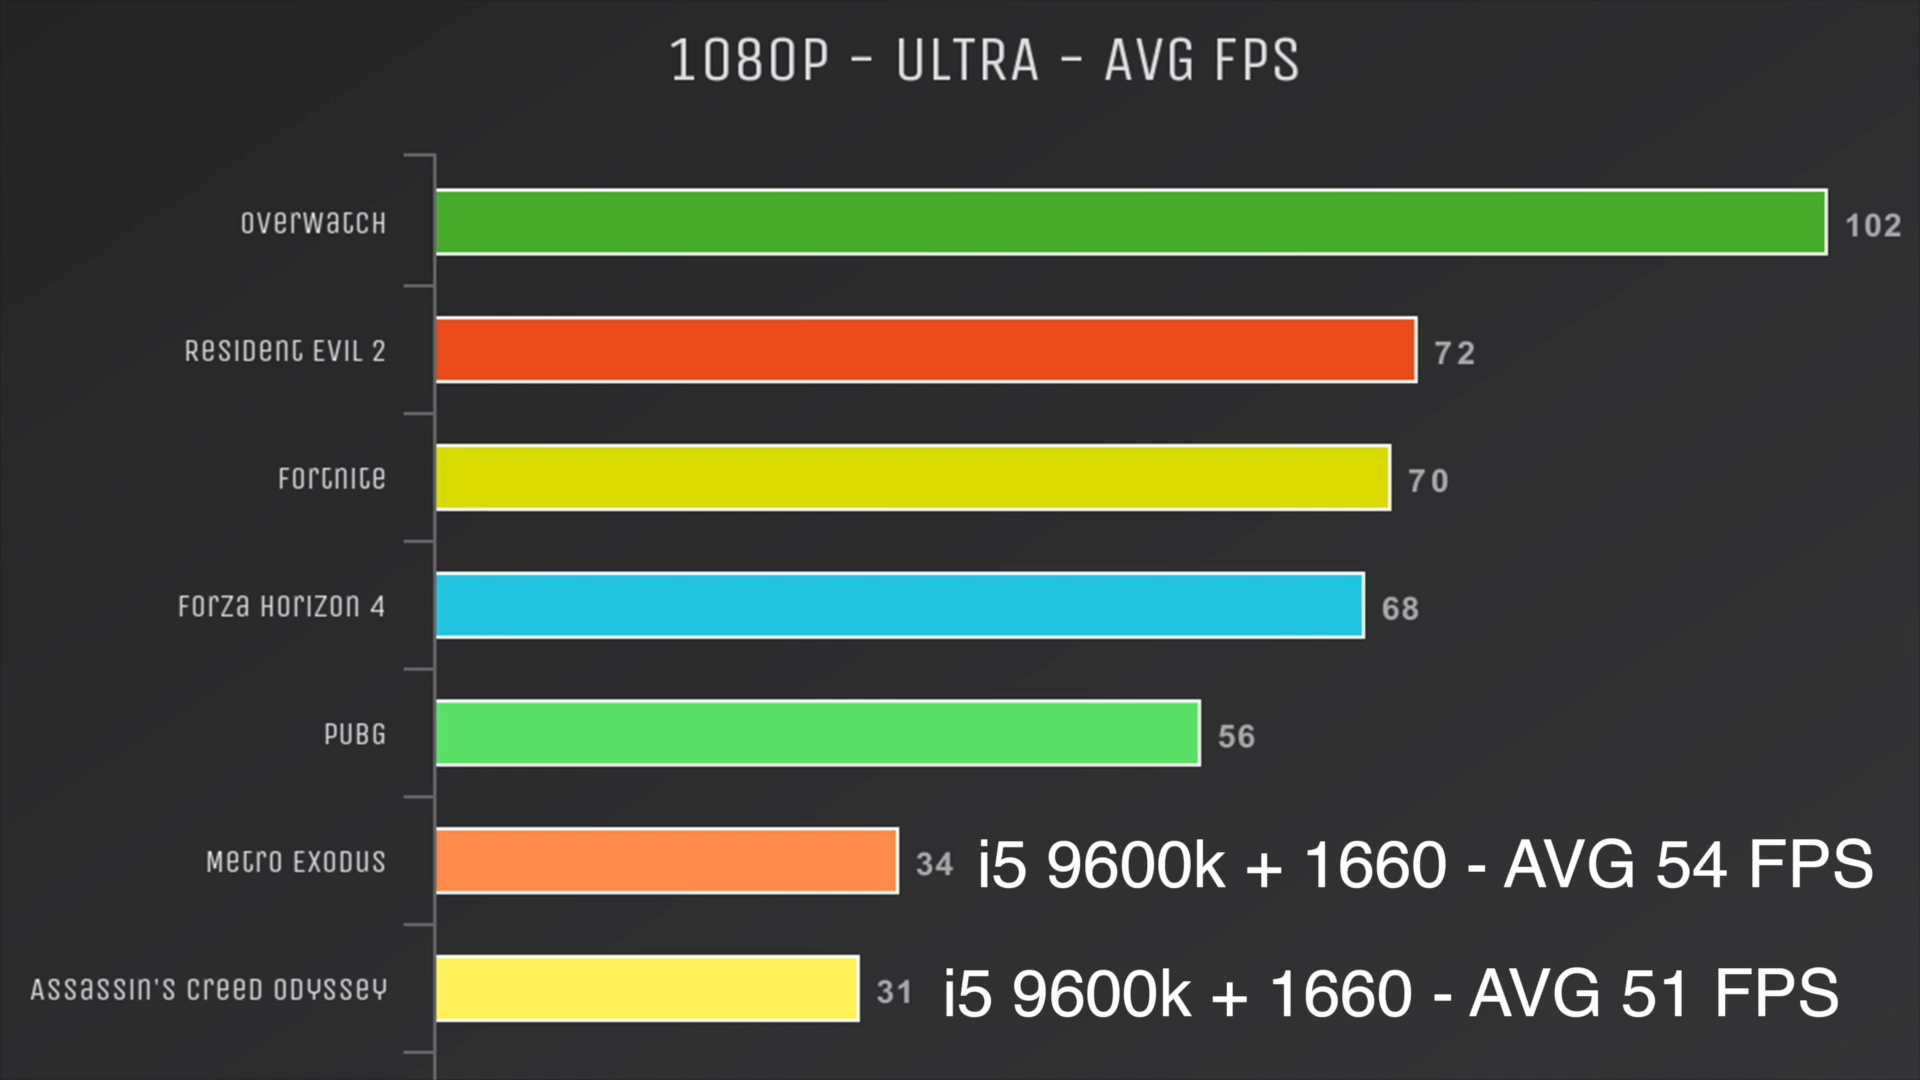 1080P - ULTRA - AVG FPS
Overwatch 102
Resident Evil 2 72
Fortnite 70
Forza Horizon 4 68
PUBG 56
Metro Exodus 34 i5 9600k + 1660 - AVG 54 FPS
Assassin's Creed Odyssey 31 i5 9600k + 1660 - AVG 51 FPS